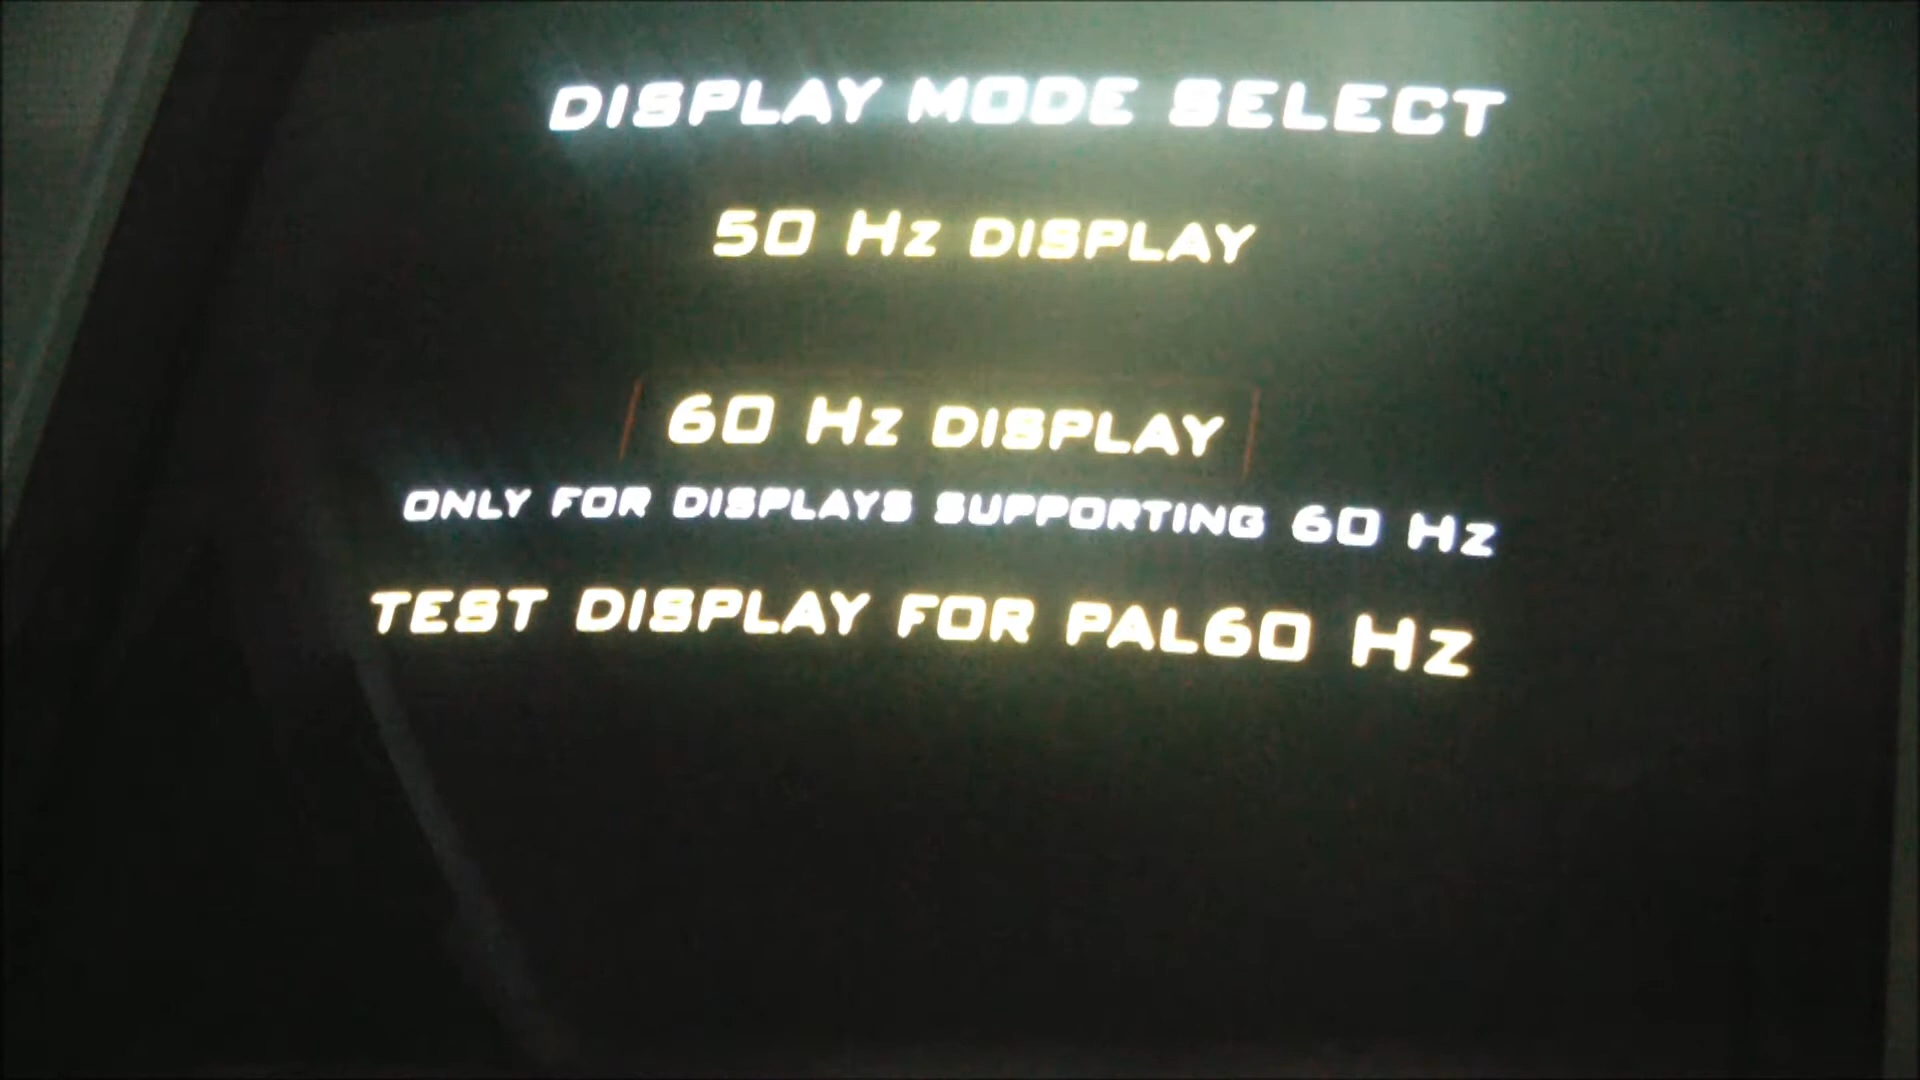 DISPLAY MODE SELECT
50 Hz DISPLAY
60 Hz DISPLAY
ONLY FOR DISPLAYS SUPPORTING 60 Hz
TEST DISPLAY FOR PAL60 Hz